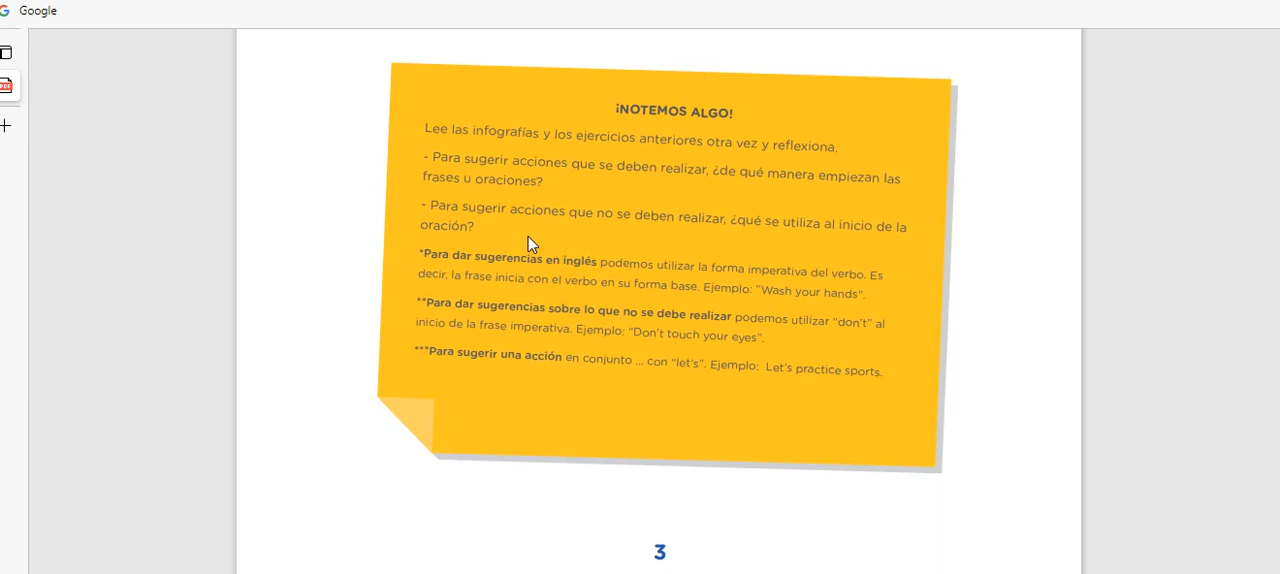 Google
¡NOTEMOS ALGO!
Lee las infografías y los ejercicios anteriores otra vez y reflexiona.
- Para sugerir acciones que se deben realizar, ¿de qué manera empiezan las
frases u oraciones?
- Para sugerir acciones que no se deben realizar, ¿qué se utiliza al inicio de la
oración?
*Para dar sugerencias en inglés podemos utilizar la forma imperativa del verbo. Es
decir, la frase inicia con el verbo en su forma base. Ejemplo: "Wash your hands".
**Para dar sugerencias sobre lo que no se debe realizar podemos utilizar "don't" al
inicio de la frase imperativa. Ejemplo: "Don't touch your eyes".
***Para sugerir una acción en conjunto ... con "let's". Ejemplo: Let's practice sports.
3